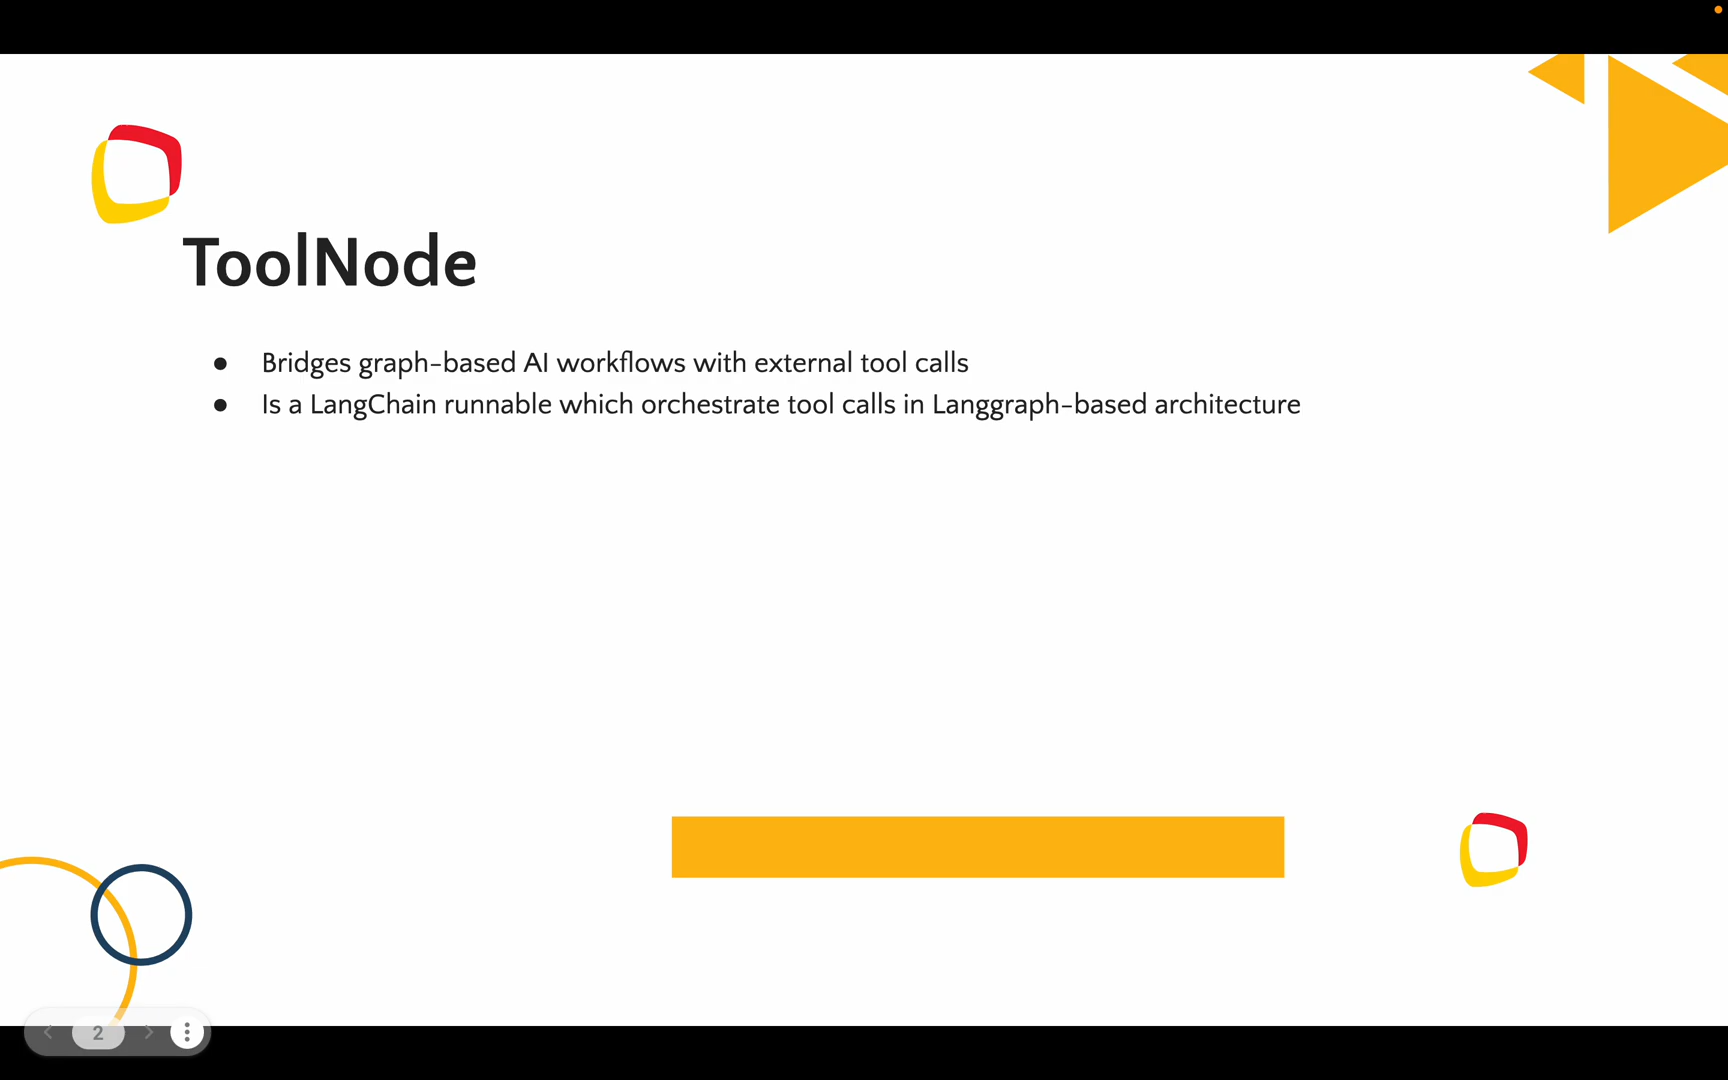 ToolNode
● Bridges graph-based AI workflows with external tool calls
● Is a LangChain runnable which orchestrate tool calls in Langgraph-based architecture
2